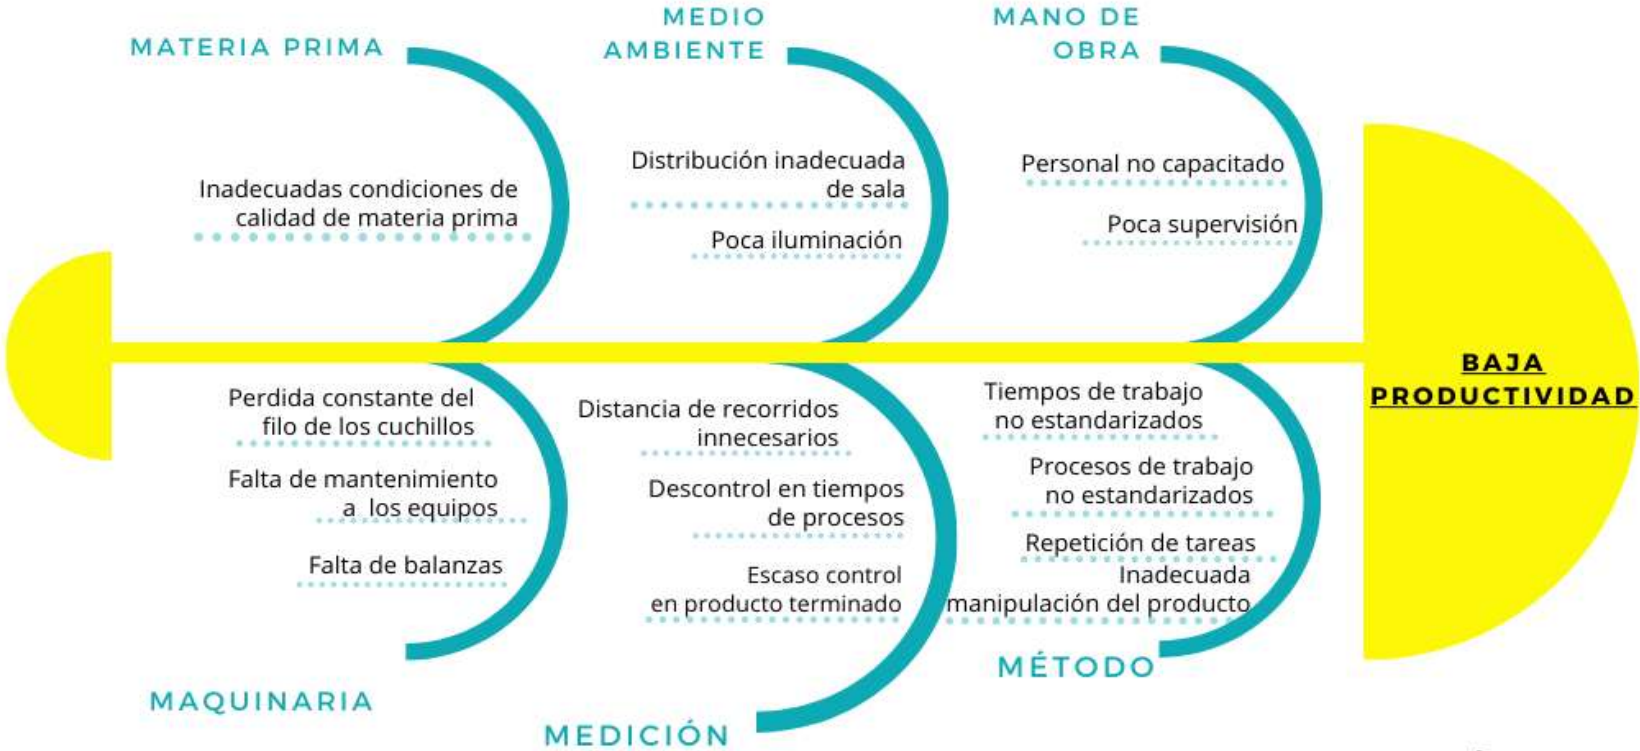 MATERIA PRIMA
Inadecuadas condiciones de
calidad de materia prima
MEDIO
AMBIENTE
Distribución inadecuada
de sala
Poca iluminación
MANO DE
OBRA
Personal no capacitado
Poca supervisión
BAJA
PRODUCTIVIDAD
Perdida constante del
filo de los cuchillos
Falta de mantenimiento
a los equipos
Falta de balanzas
MAQUINARIA
Distancia de recorridos
innecesarios
Descontrol en tiempos
de procesos
Escaso control
en producto terminado
MEDICIÓN
Tiempos de trabajo
no estandarizados
Procesos de trabajo
no estandarizados
Repetición de tareas
Inadecuada
manipulación del producto
MÉTODO